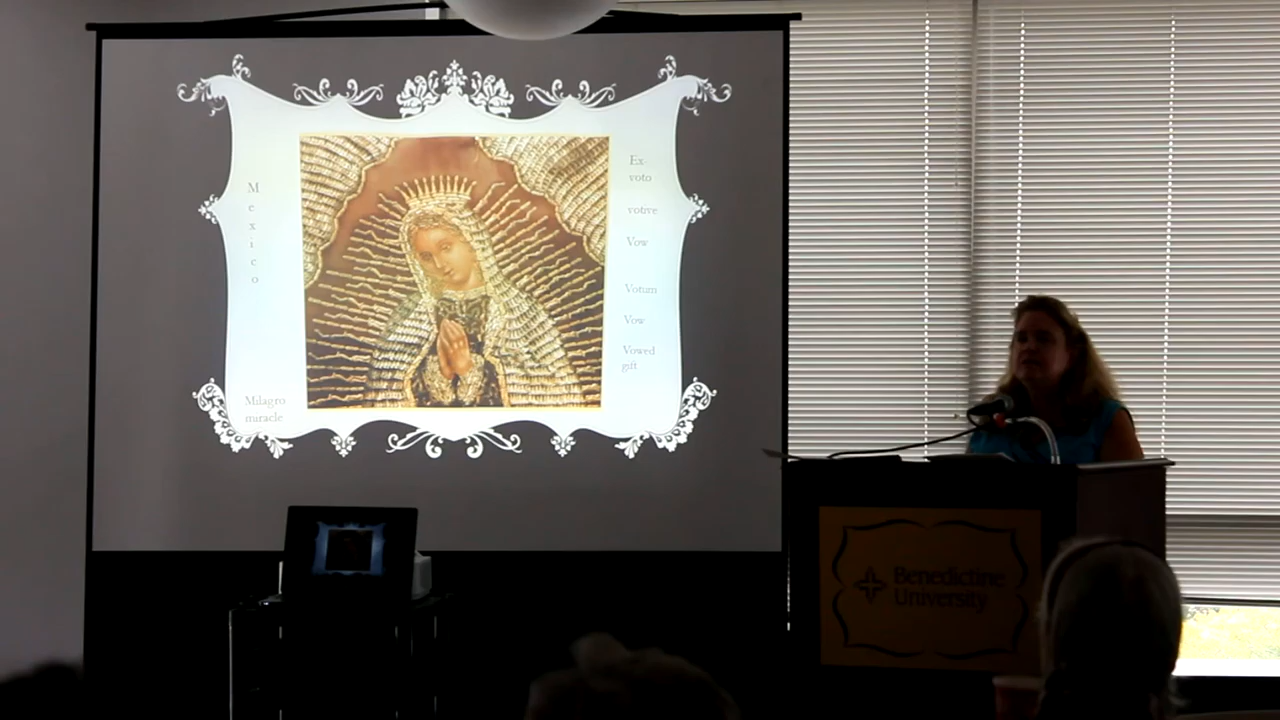 M
e
x
i
c
o
Milagro
miracle
Ex-
voto
votive
Vow
Votum
Vow
Vowed
gift
Benedictine
University